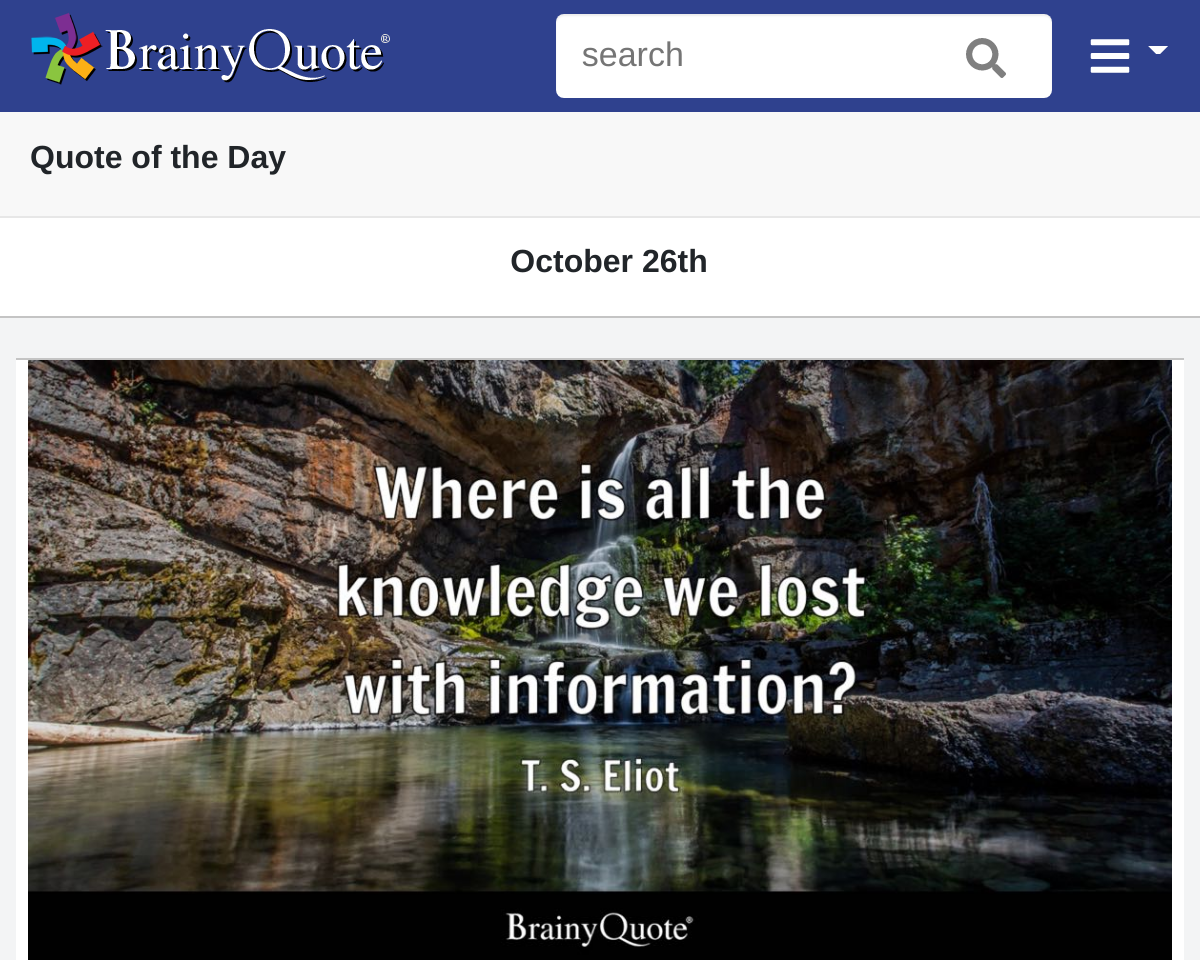 BrainyQuote®
search
Quote of the Day
October 26th
Where is all the
knowledge we lost
with information?
T. S. Eliot
BrainyQuote®